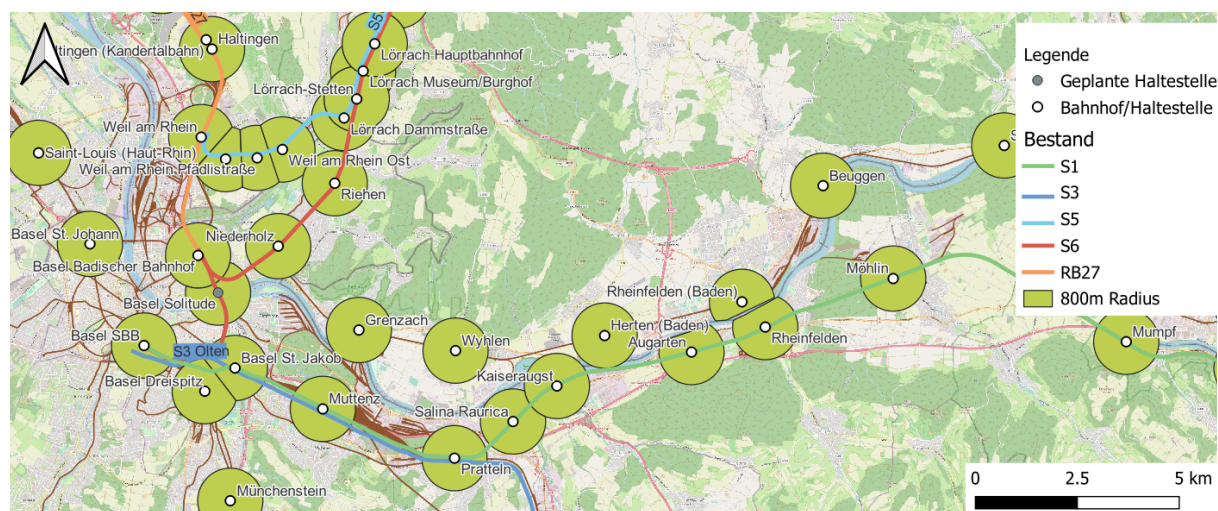 27
Haltingen
ltingen (Kandertalbahn)
S5
Lörrach Hauptbahnhof
Lörrach Museum/Burghof
Lörrach-Stetten
Lörrach Dammstraße
Weil am Rhein
Saint-Louis (Haut-Rhin)
Weil am Rhein Ost
Weil am Rhein Pfädlistraße
Riehen
Beuggen
S
Basel St. Johann
Niederholz
Basel Badischer Bahnhof
Möhlin
Basel Solitude
Rheinfelden (Baden)
Grenzach
Herten (Baden)
Rheinfelden
Basel SBB
S3 Olten
Wyhlen
Augarten
Mumpf
Basel St. Jakob
Basel Dreispitz
Kaiseraugst
Muttenz
Salina Raurica
Pratteln
Münchenstein
Legende
Geplante Haltestelle
Bahnhof/Haltestelle
Bestand
S1
S3
S5
S6
RB27
800m Radius
0 2.5 5 km